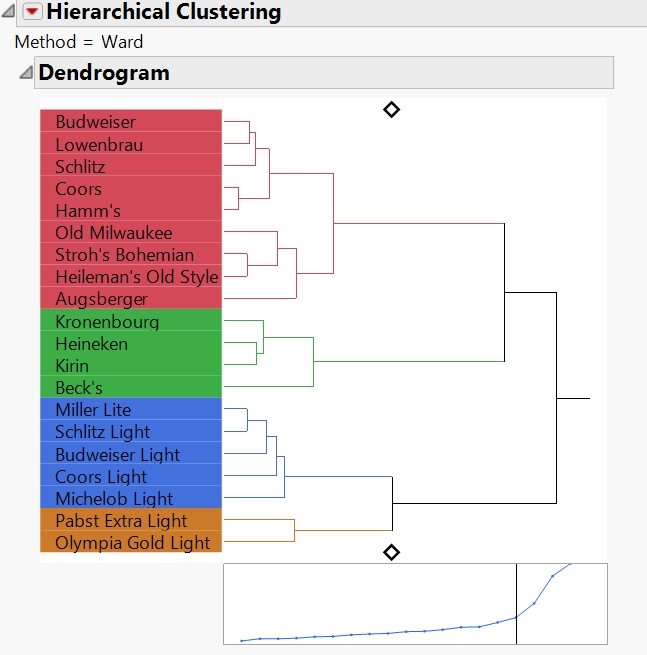 Hierarchical Clustering
Method = Ward
Dendrogram
Budweiser
Lowenbrau
Schlitz
Coors
Hamm's
Old Milwaukee
Stroh's Bohemian
Heileman's Old Style
Augsberger
Kronenbourg
Heineken
Kirin
Beck's
Miller Lite
Schlitz Light
Budweiser Light
Coors Light
Michelob Light
Pabst Extra Light
Olympia Gold Light